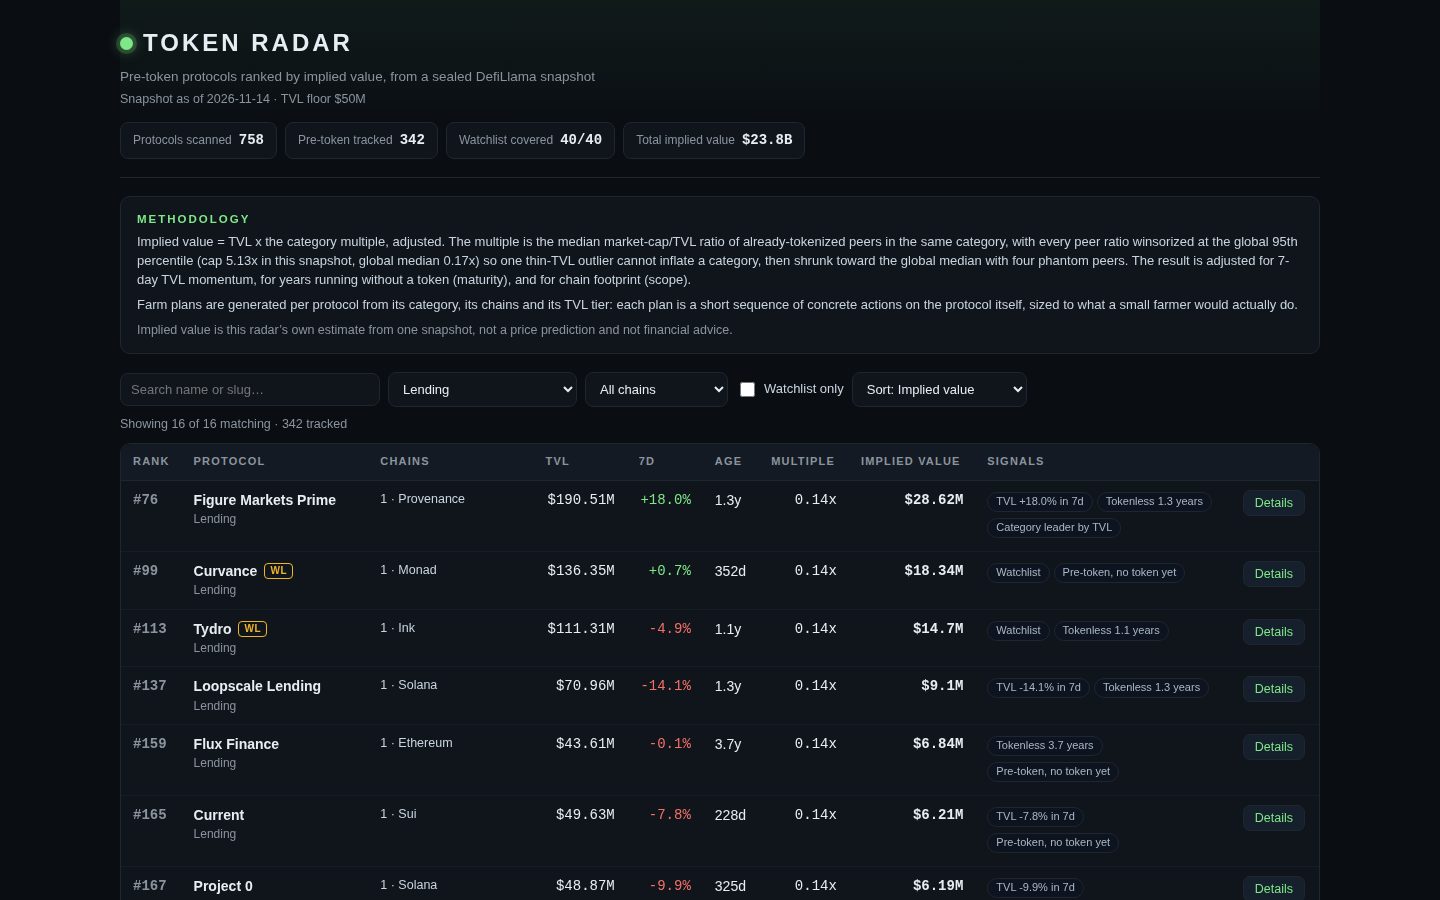 TOKEN RADAR
Pre-token protocols ranked by implied value, from a sealed DefiLlama snapshot
Snapshot as of 2026-11-14 · TVL floor $50M
Protocols scanned 758 Pre-token tracked 342 Watchlist covered 40/40 Total implied value $23.8B
METHODOLOGY
Implied value = TVL x the category multiple, adjusted. The multiple is the median market-cap/TVL ratio of already-tokenized peers in the same category, with every peer ratio winsorized at the global 95th
percentile (cap 5.13x in this snapshot, global median 0.17x) so one thin-TVL outlier cannot inflate a category, then shrunk toward the global median with four phantom peers. The result is adjusted for 7-
day TVL momentum, for years running without a token (maturity), and for chain footprint (scope).
Farm plans are generated per protocol from its category, its chains and its TVL tier: each plan is a short sequence of concrete actions on the protocol itself, sized to what a small farmer would actually do.
Implied value is this radar's own estimate from one snapshot, not a price prediction and not financial advice.
Search name or slug… Lending All chains Watchlist only Sort: Implied value
Showing 16 of 16 matching · 342 tracked
RANK PROTOCOL CHAINS TVL 7D AGE MULTIPLE IMPLIED VALUE SIGNALS
#76 Figure Markets Prime 1 · Provenance $190.51M +18.0% 1.3y 0.14x $28.62M TVL +18.0% in 7d Tokenless 1.3 years Details
Lending Category leader by TVL
#99 Curvance WL 1 · Monad $136.35M +0.7% 352d 0.14x $18.34M Watchlist Pre-token, no token yet Details
Lending
#113 Tydro WL 1 · Ink $111.31M -4.9% 1.1y 0.14x $14.7M Watchlist Tokenless 1.1 years Details
Lending
#137 Loopscale Lending 1 · Solana $70.96M -14.1% 1.3y 0.14x $9.1M TVL -14.1% in 7d Tokenless 1.3 years Details
Lending
#159 Flux Finance 1 · Ethereum $43.61M -0.1% 3.7y 0.14x $6.84M Tokenless 3.7 years Details
Lending Pre-token, no token yet
#165 Current 1 · Sui $49.63M -7.8% 228d 0.14x $6.21M TVL -7.8% in 7d Details
Lending Pre-token, no token yet
#167 Project 0 1 · Solana $48.87M -9.9% 325d 0.14x $6.19M TVL -9.9% in 7d Details